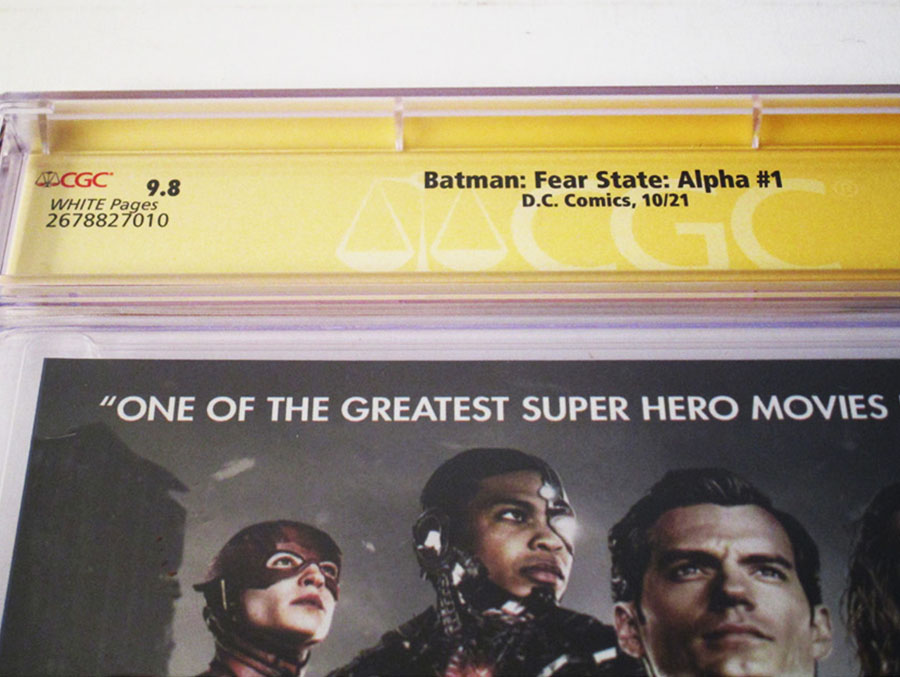 CGC
9.8
WHITE Pages
2678827010
Batman: Fear State: Alpha #1
D.C. Comics, 10/21
CGC
"ONE OF THE GREATEST SUPER HERO MOVIES